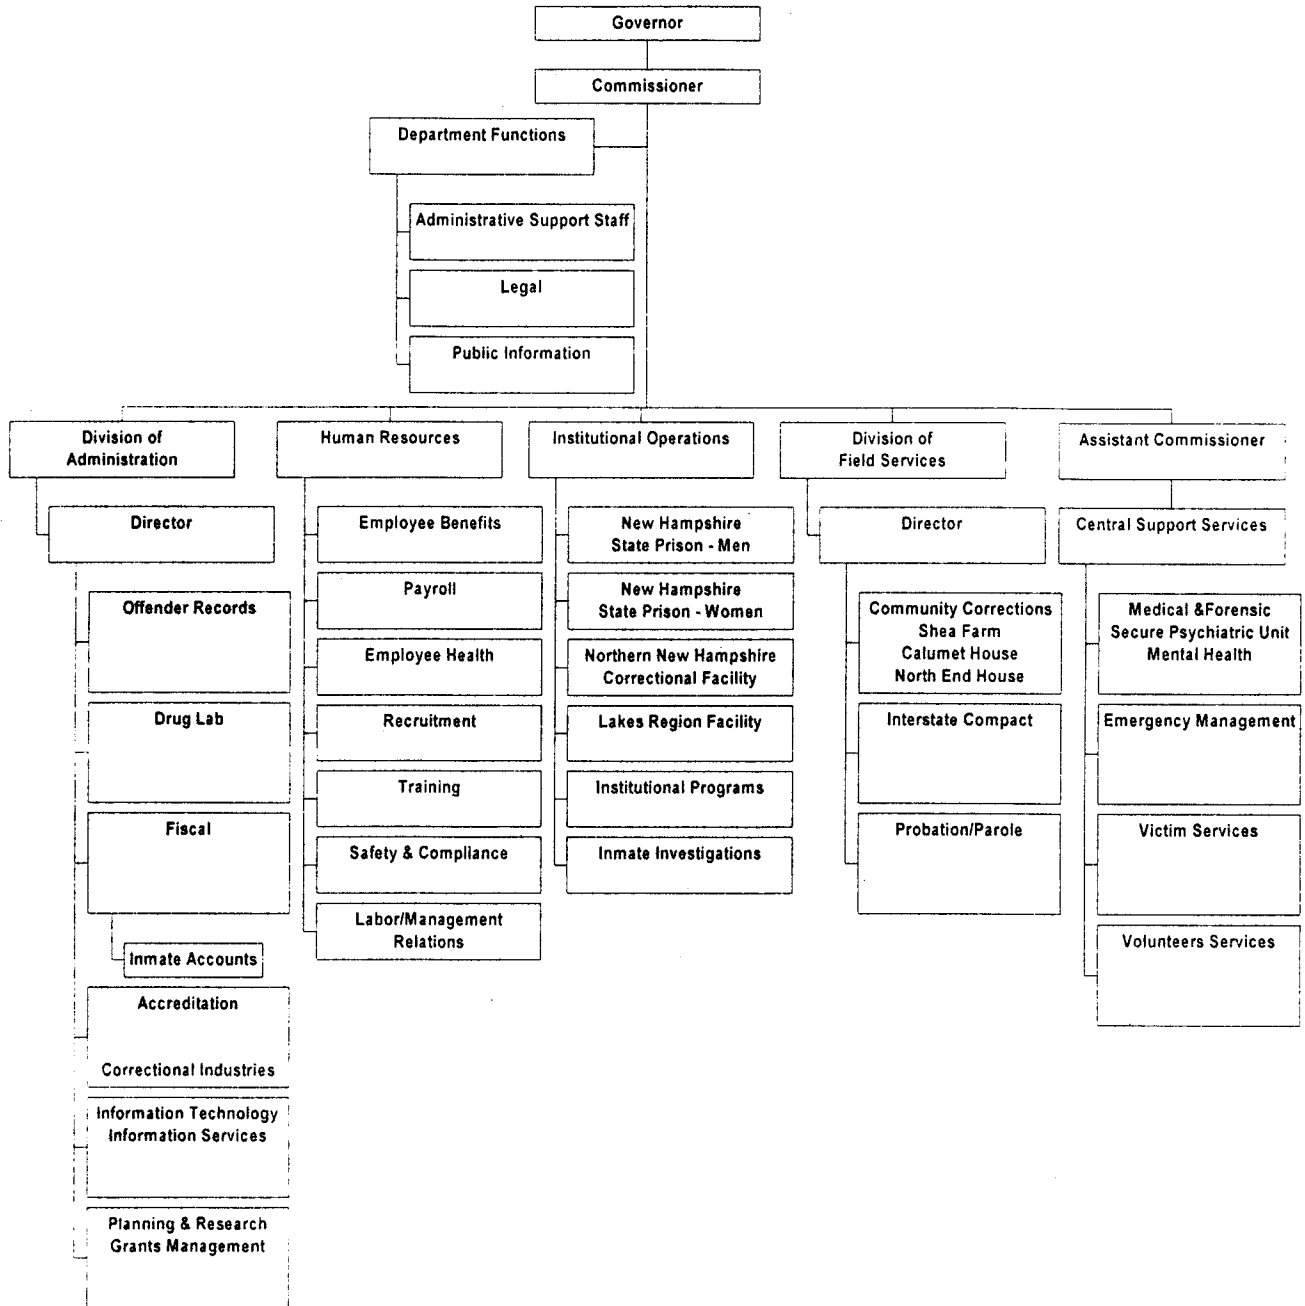 Governor
Commissioner
Department Functions
Administrative Support Staff
Legal
Public Information
Division of
Administration
Director
Offender Records
Drug Lab
Fiscal
Inmate Accounts
Accreditation
Correctional Industries
Information Technology
Information Services
Planning & Research
Grants Management
Human Resources
Employee Benefits
Payroll
Employee Health
Recruitment
Training
Safety & Compliance
Labor/Management
Relations
Institutional Operations
New Hampshire
State Prison - Men
New Hampshire
State Prison - Women
Northern New Hampshire
Correctional Facility
Lakes Region Facility
Institutional Programs
Inmate Investigations
Division of
Field Services
Director
Community Corrections
Shea Farm
Calumet House
North End House
Interstate Compact
Probation/Parole
Assistant Commissioner
Central Support Services
Medical &Forensic
Secure Psychiatric Unit
Mental Health
Emergency Management
Victim Services
Volunteers Services